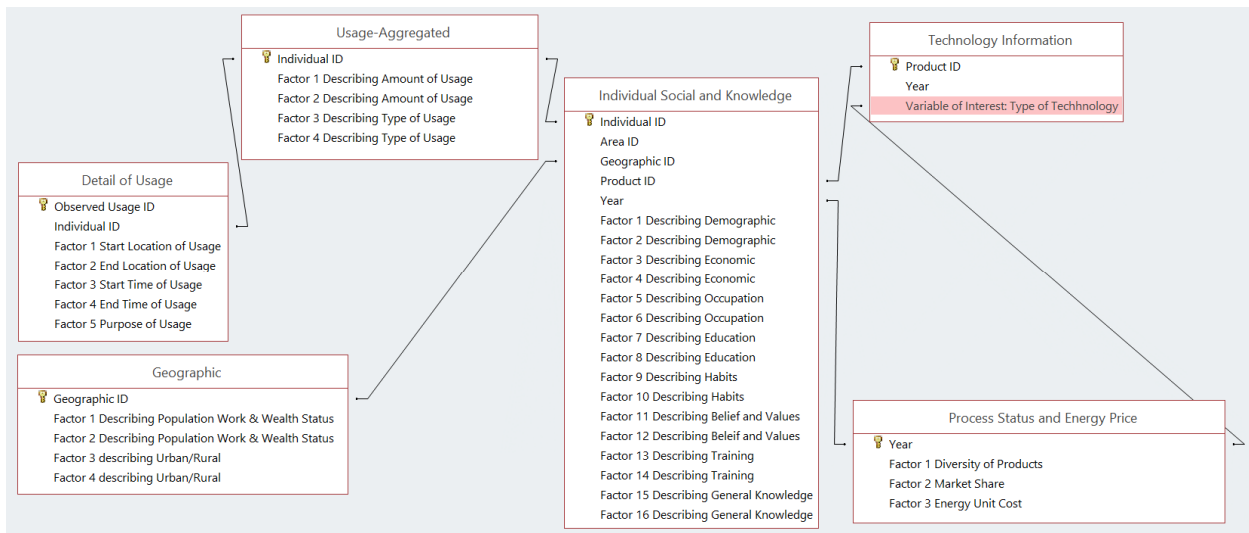 Usage-Aggregated
Individual ID
Factor 1 Describing Amount of Usage
Factor 2 Describing Amount of Usage
Factor 3 Describing Type of Usage
Factor 4 Describing Type of Usage
Detail of Usage
Observed Usage ID
Individual ID
Factor 1 Start Location of Usage
Factor 2 End Location of Usage
Factor 3 Start Time of Usage
Factor 4 End Time of Usage
Factor 5 Purpose of Usage
Geographic
Geographic ID
Factor 1 Describing Population Work & Wealth Status
Factor 2 Describing Population Work & Wealth Status
Factor 3 describing Urban/Rural
Factor 4 describing Urban/Rural
Individual Social and Knowledge
Individual ID
Area ID
Geographic ID
Product ID
Year
Factor 1 Describing Demographic
Factor 2 Describing Demographic
Factor 3 Describing Economic
Factor 4 Describing Economic
Factor 5 Describing Occupation
Factor 6 Describing Occupation
Factor 7 Describing Education
Factor 8 Describing Education
Factor 9 Describing Habits
Factor 10 Describing Habits
Factor 11 Describing Belief and Values
Factor 12 Describing Beleif and Values
Factor 13 Describing Training
Factor 14 Describing Training
Factor 15 Describing General Knowledge
Factor 16 Describing General Knowledge
Technology Information
Product ID
Year
Variable of Interest: Type of Techhnology
Process Status and Energy Price
Year
Factor 1 Diversity of Products
Factor 2 Market Share
Factor 3 Energy Unit Cost